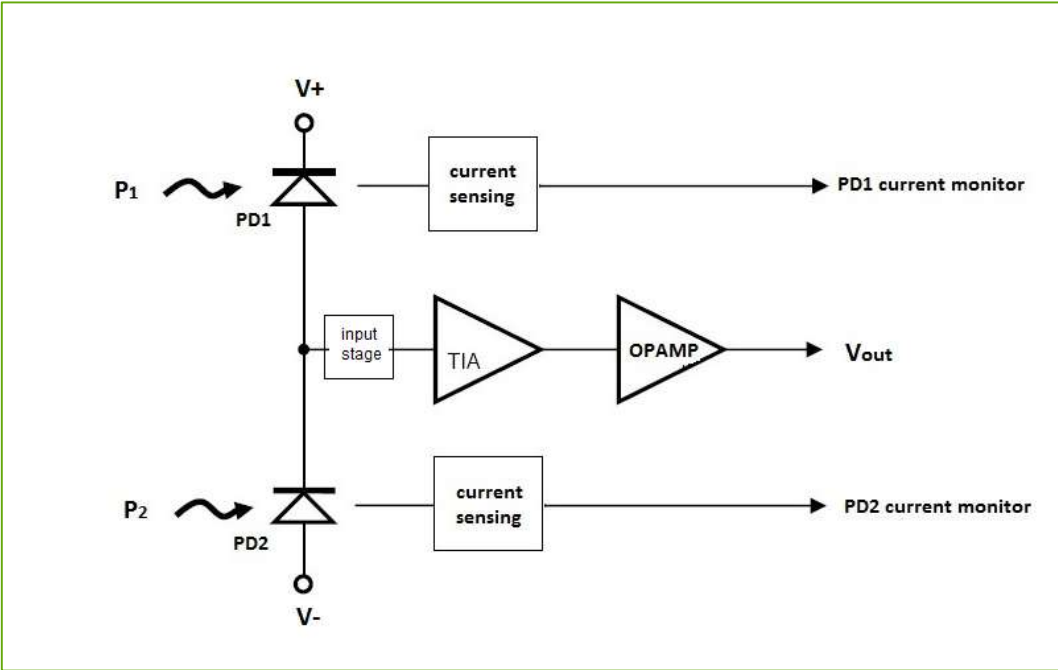 V+
P1
PD1
current
sensing
PD1 current monitor
input
stage
TIA
OPAMP
Vout
P2
PD2
current
sensing
PD2 current monitor
V-